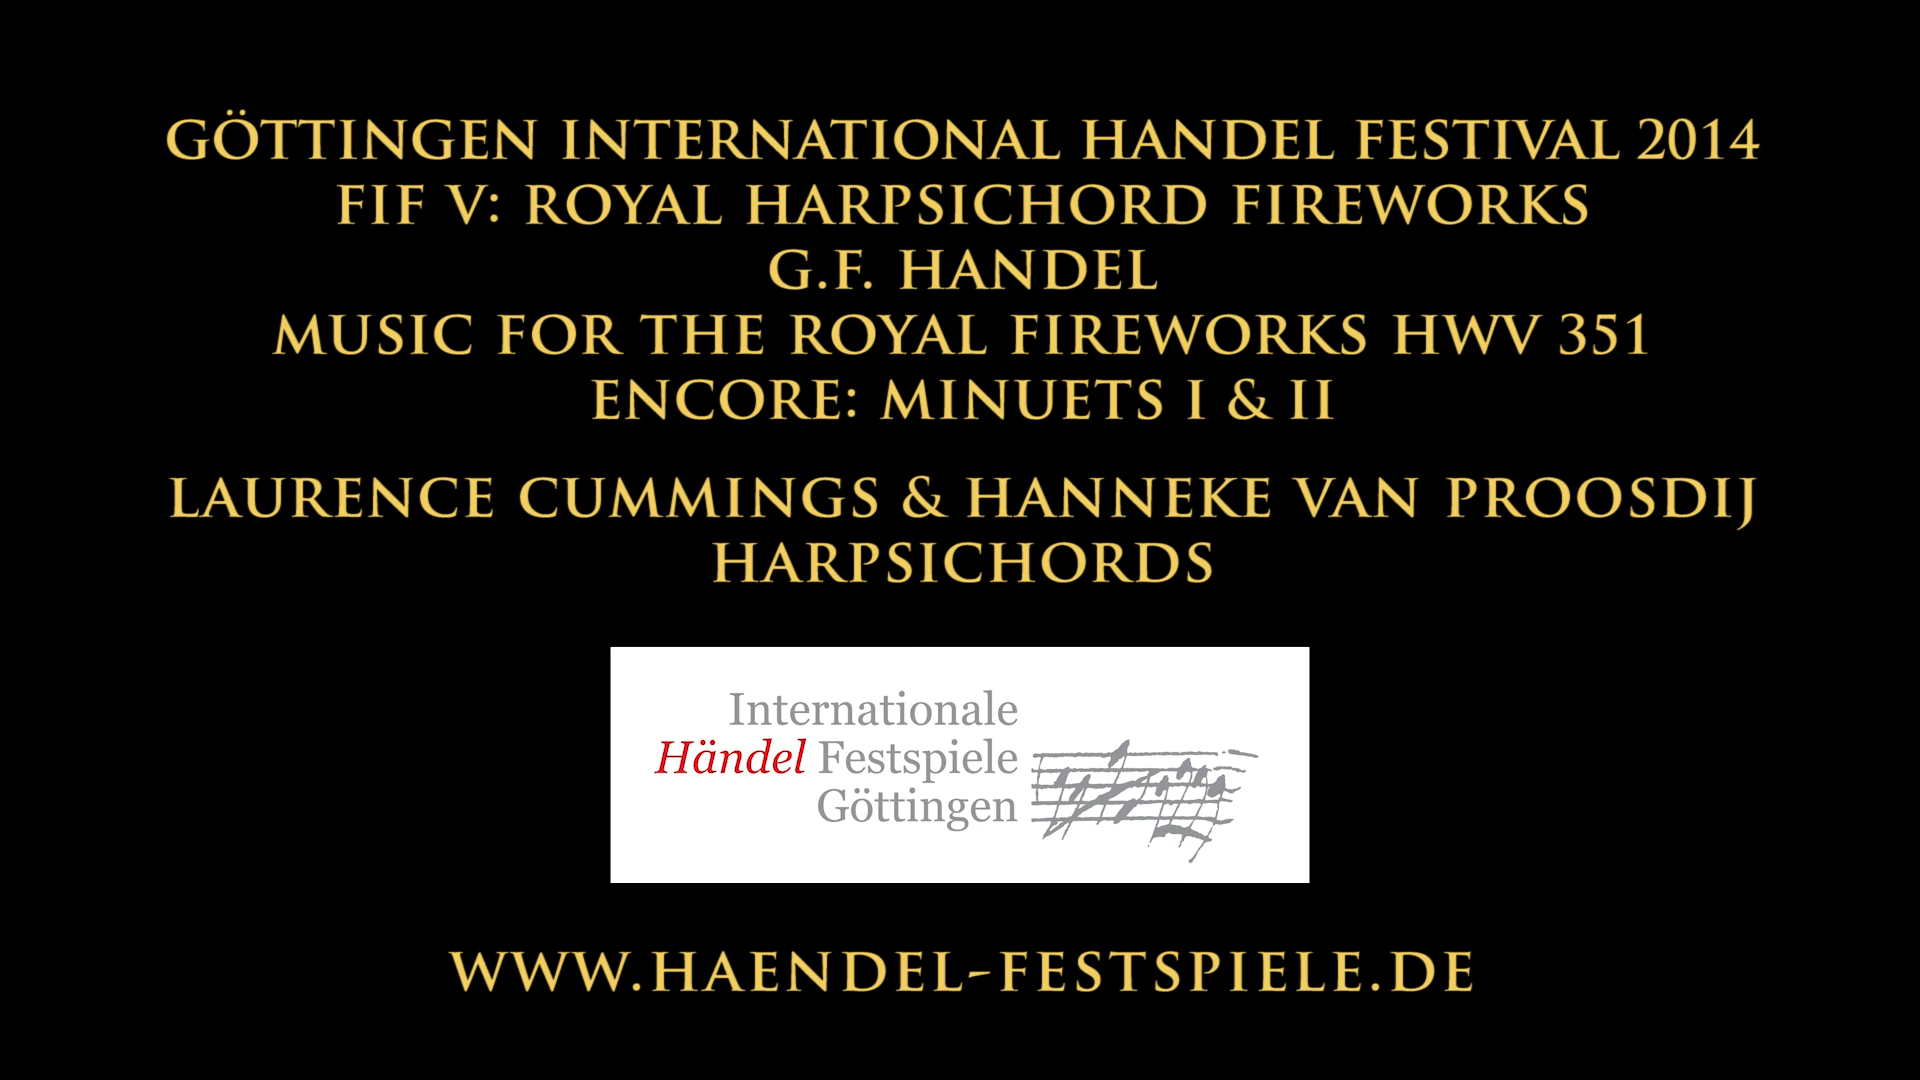 GÖTTINGEN INTERNATIONAL HANDEL FESTIVAL 2014
FIF V: ROYAL HARPSICHORD FIREWORKS
G.F. HANDEL
MUSIC FOR THE ROYAL FIREWORKS HWV 351
ENCORE: MINUETS I & II
LAURENCE CUMMINGS & HANNEKE VAN PROOSDIJ
HARPSICHORDS
Internationale
Händel Festspiele
Göttingen
WWW.HAENDEL-FESTSPIELE.DE